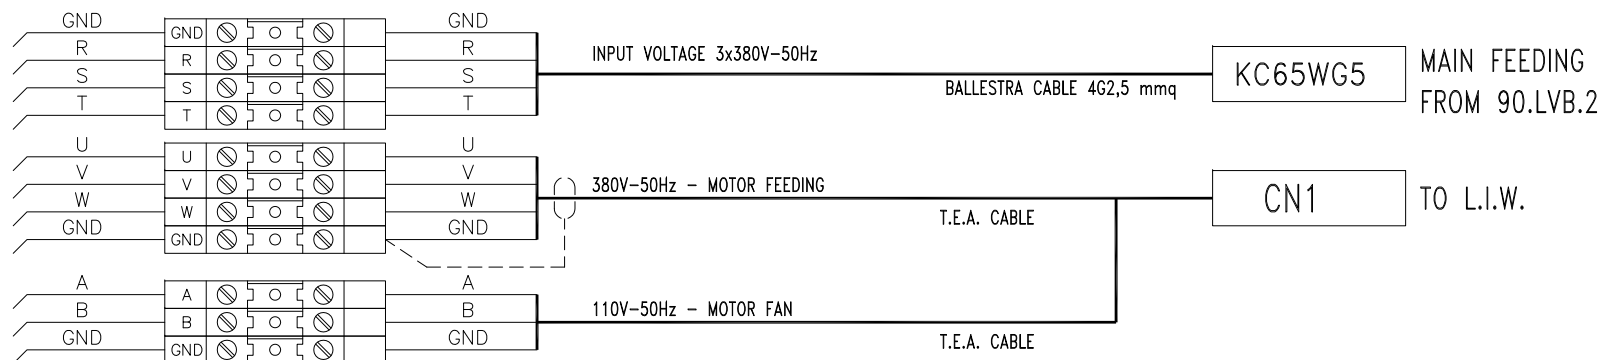 GND GND GND
R R R INPUT VOLTAGE 3x380V-50Hz KC65WG5 MAIN FEEDING
S S S BALLESTRA CABLE 4G2,5 mmq FROM 90.LVB.2
T T T
U U U
V V V 380V-50Hz - MOTOR FEEDING
W W W T.E.A. CABLE CN1 TO L.I.W.
GND GND GND
A A A
B B B 110V-50Hz - MOTOR FAN
GND GND GND T.E.A. CABLE